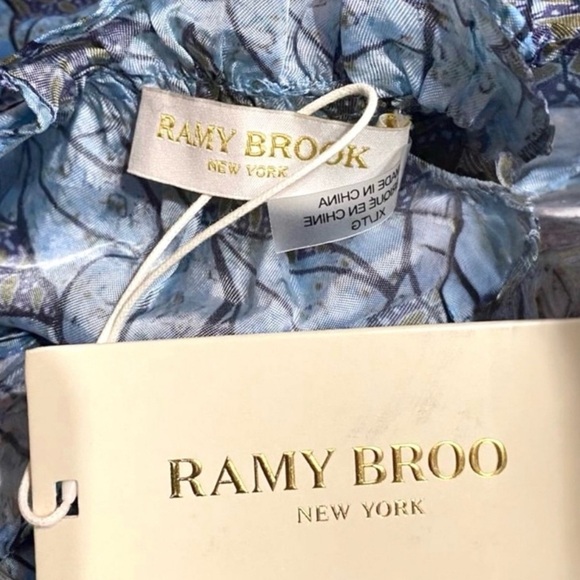 RAMY BROOK
NEW YORK
MADE IN CHINA
FABRIQUÉ EN CHINE
XL/TG
RAMY BROO
NEW YORK